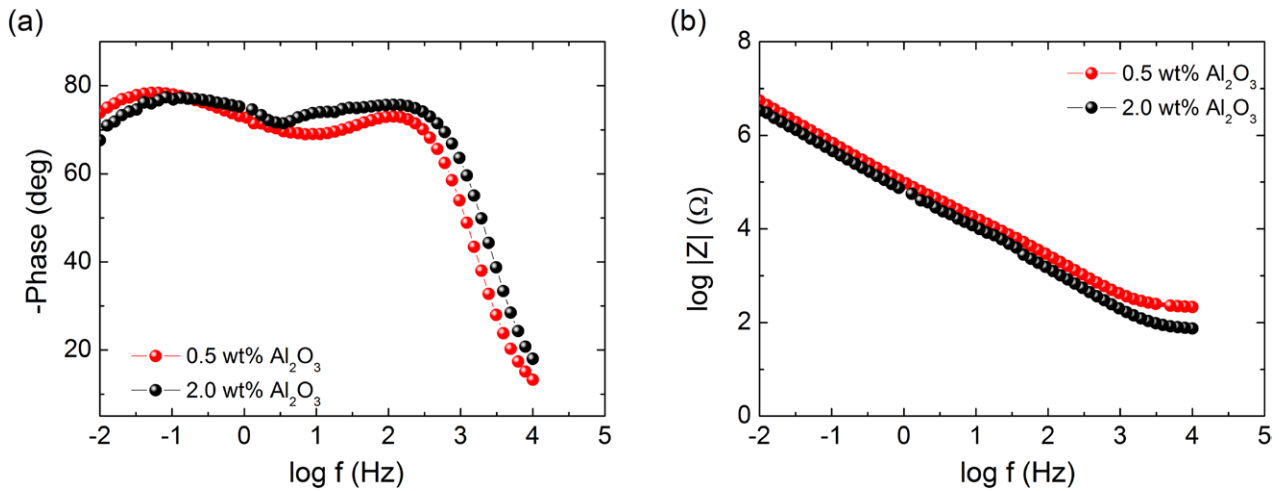 (a)
-Phase (deg)
80
60
40
20
0.5 wt% Al₂O₃
2.0 wt% Al₂O₃
-2 -1 0 1 2 3 4 5
log f (Hz)
(b)
log |Z| (Ω)
8
6
4
2
0
0.5 wt% Al₂O₃
2.0 wt% Al₂O₃
-2 -1 0 1 2 3 4 5
log f (Hz)